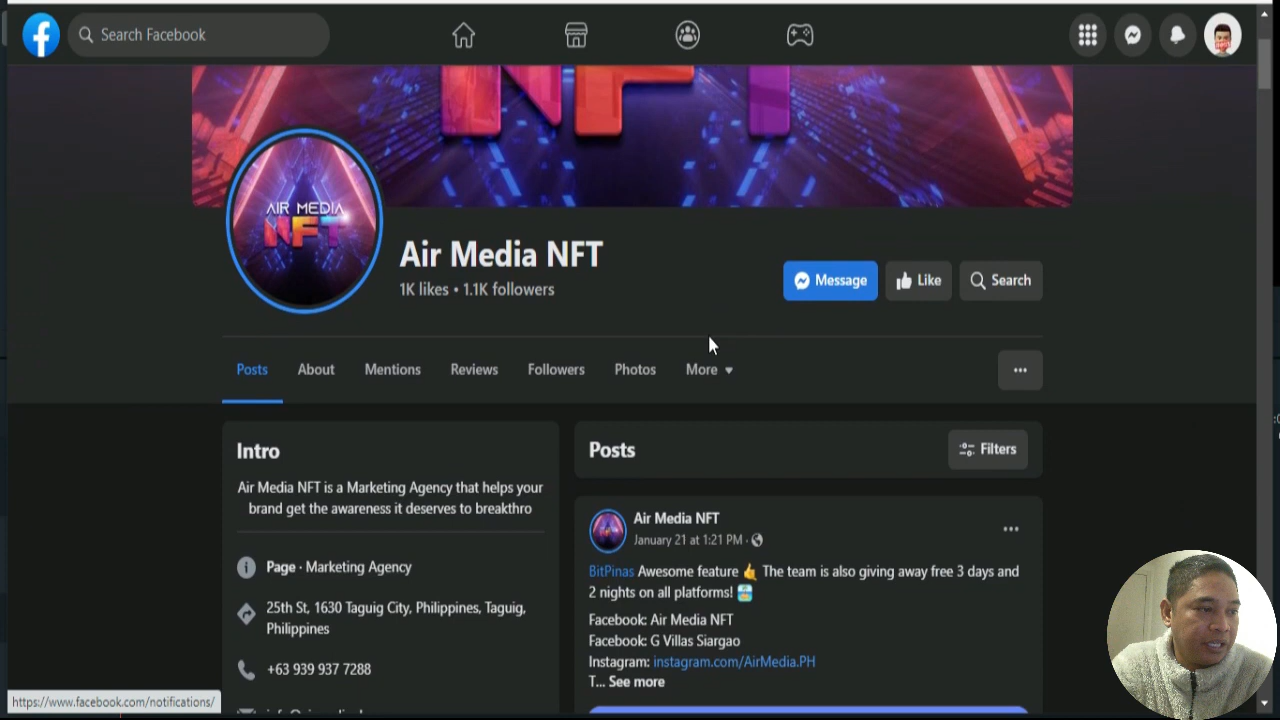 Search Facebook
NFT
AIR MEDIA
NFT
Air Media NFT
1K likes • 1.1K followers
Message
Like
Search
Posts
About
Mentions
Reviews
Followers
Photos
More
Intro
Air Media NFT is a Marketing Agency that helps your
brand get the awareness it deserves to breakthro
Page · Marketing Agency
25th St, 1630 Taguig City, Philippines, Taguig,
Philippines
+63 939 937 7288
Posts
Filters
Air Media NFT
January 21 at 1:21 PM ·
BitPinas Awesome feature 🤙 The team is also giving away free 3 days and
2 nights on all platforms!
Facebook: Air Media NFT
Facebook: G Villas Siargao
Instagram: instagram.com/AirMedia.PH
T... See more
https://www.facebook.com/notifications/